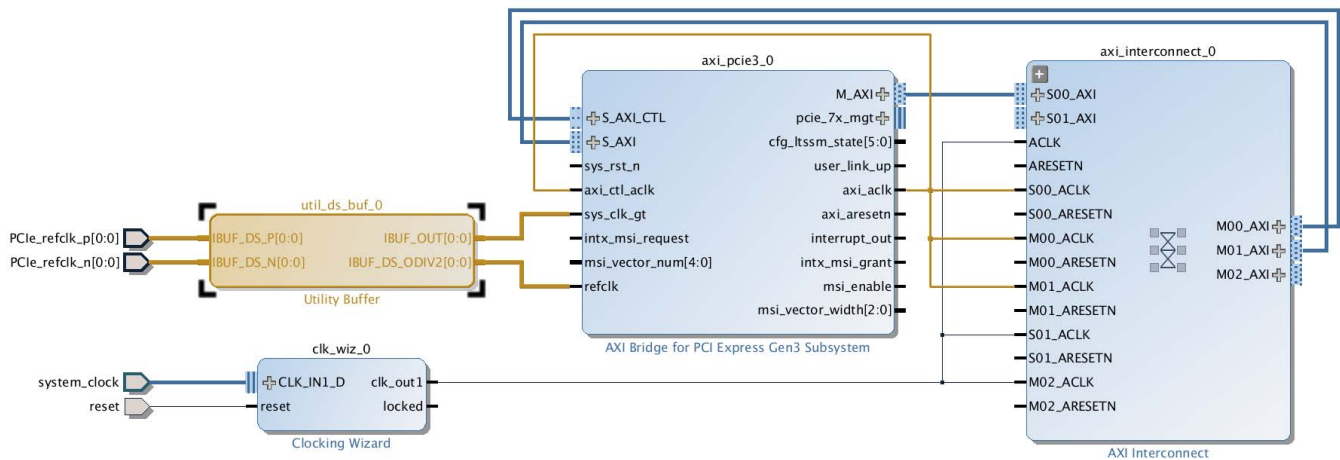 axi_pcie3_0
M_AXI
S_AXI_CTL
pcie_7x_mgt
S_AXI
cfg_ltssm_state[5:0]
sys_rst_n
user_link_up
axi_ctl_aclk
axi_aclk
sys_clk_gt
axi_aresetn
intx_msi_request
interrupt_out
msi_vector_num[4:0]
intx_msi_grant
refclk
msi_enable
msi_vector_width[2:0]
AXI Bridge for PCI Express Gen3 Subsystem
axi_interconnect_0
S00_AXI
S01_AXI
ACLK
ARESETN
S00_ACLK
S00_ARESETN
M00_ACLK
M00_ARESETN
M01_ACLK
M01_ARESETN
S01_ACLK
S01_ARESETN
M02_ACLK
M02_ARESETN
M00_AXI
M01_AXI
M02_AXI
AXI Interconnect
util_ds_buf_0
PCIe_refclk_p[0:0]
IBUF_DS_P[0:0]
IBUF_OUT[0:0]
PCIe_refclk_n[0:0]
IBUF_DS_N[0:0]
IBUF_DS_ODIV2[0:0]
Utility Buffer
clk_wiz_0
system_clock
CLK_IN1_D
clk_out1
reset
reset
locked
Clocking Wizard